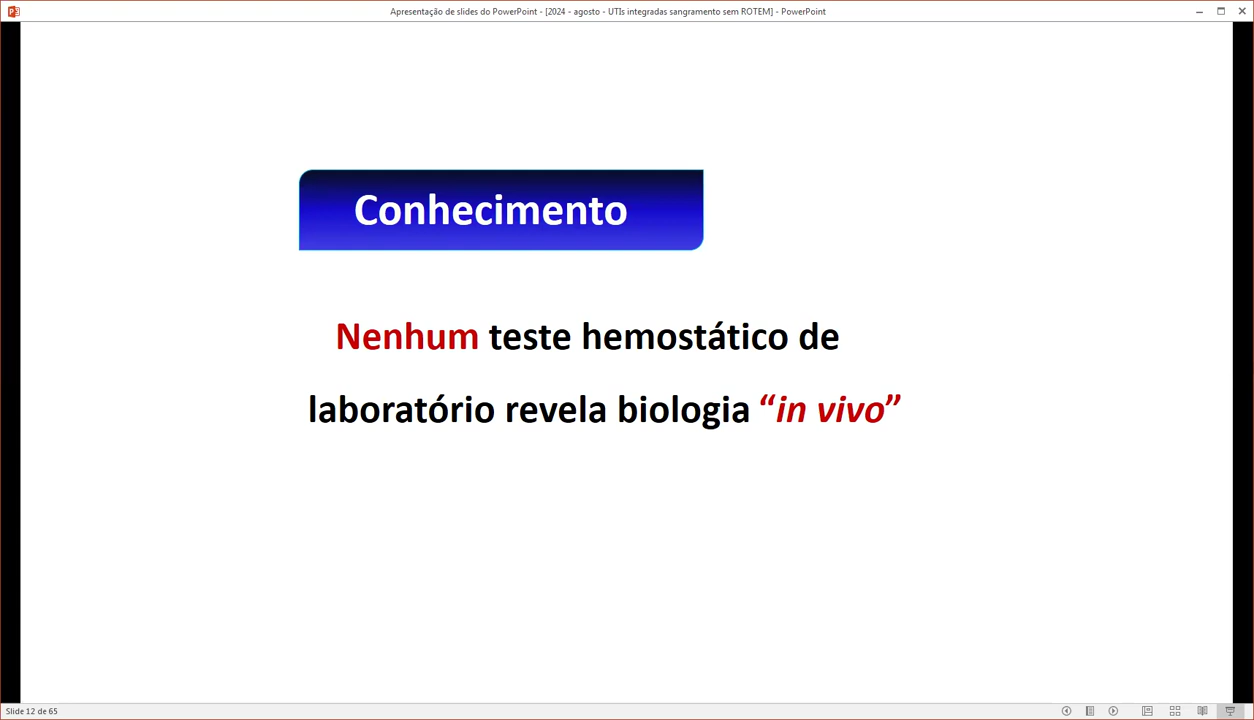 Apresentação de slides do PowerPoint - [2024 - agosto - UTIs integradas sangramento sem ROTEM] - PowerPoint
Conhecimento
Nenhum teste hemostático de
laboratório revela biologia “in vivo”
Slide 12 de 65